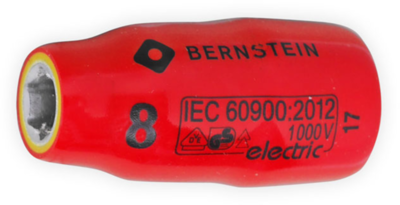 BERNSTEIN
8
IEC 60900:2012
1000V
electric
17